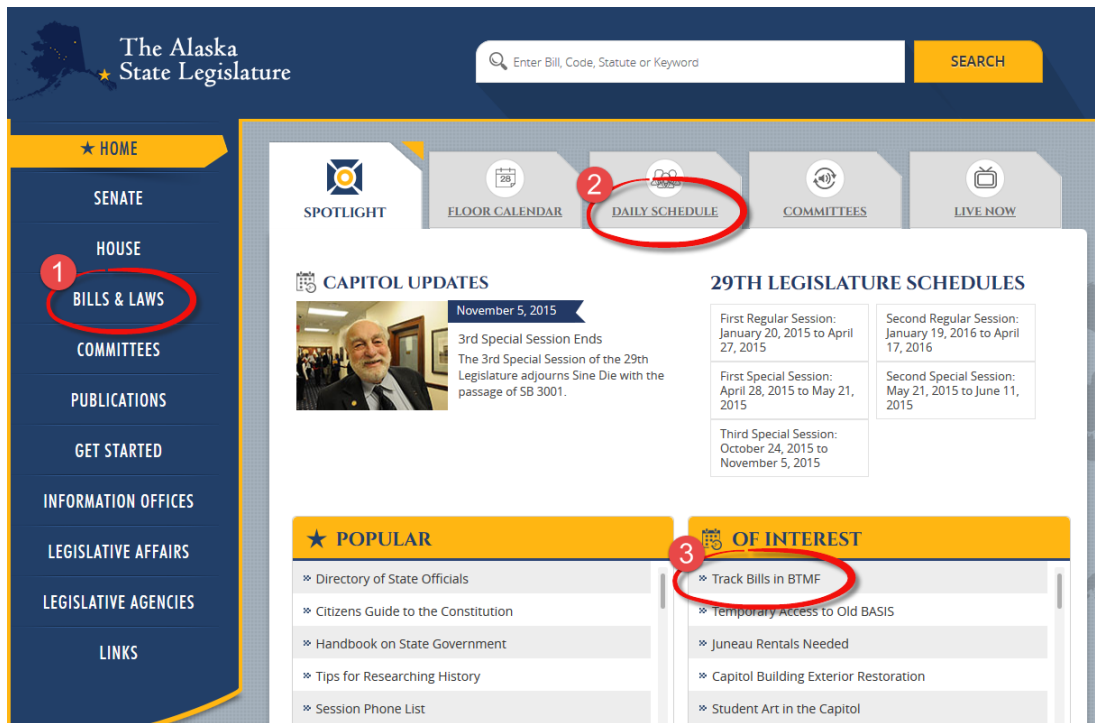 The Alaska
State Legislature
Enter Bill, Code, Statute or Keyword
SEARCH
★ HOME
SENATE
HOUSE
1
BILLS & LAWS
COMMITTEES
PUBLICATIONS
GET STARTED
INFORMATION OFFICES
LEGISLATIVE AFFAIRS
LEGISLATIVE AGENCIES
LINKS
SPOTLIGHT
28
FLOOR CALENDAR
2
DAILY SCHEDULE
COMMITTEES
LIVE NOW
CAPITOL UPDATES
November 5, 2015
3rd Special Session Ends
The 3rd Special Session of the 29th
Legislature adjourns Sine Die with the
passage of SB 3001.
29TH LEGISLATURE SCHEDULES
First Regular Session:
January 20, 2015 to April
27, 2015
Second Regular Session:
January 19, 2016 to April
17, 2016
First Special Session:
April 28, 2015 to May 21,
2015
Second Special Session:
May 21, 2015 to June 11,
2015
Third Special Session:
October 24, 2015 to
November 5, 2015
★ POPULAR
» Directory of State Officials
» Citizens Guide to the Constitution
» Handbook on State Government
» Tips for Researching History
» Session Phone List
OF INTEREST
3
» Track Bills in BTMF
» Temporary Access to Old BASIS
» Juneau Rentals Needed
» Capitol Building Exterior Restoration
» Student Art in the Capitol